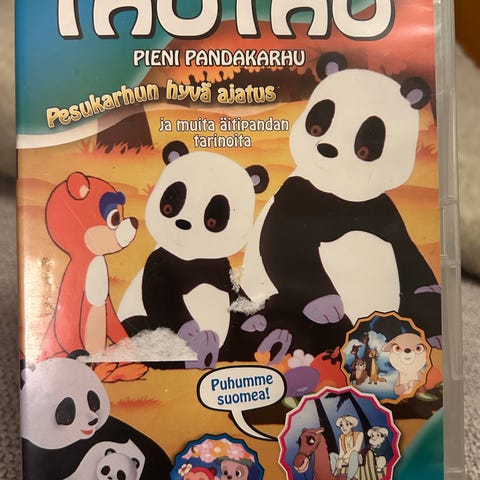 TAOTAO
PIENI PANDAKARHU
Pesukarhun hyvä ajatus
ja muita äitipandan
tarinoita
Puhumme
suomea!